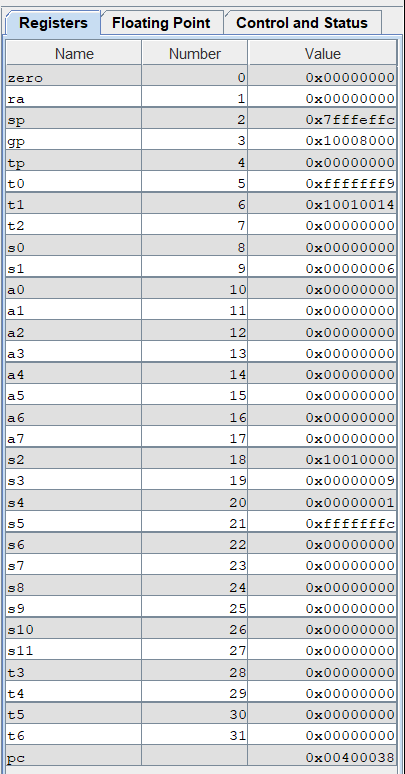 Registers Floating Point Control and Status
Name Number Value
zero 0 0x00000000
ra 1 0x00000000
sp 2 0x7fffeffc
gp 3 0x10008000
tp 4 0x00000000
t0 5 0xfffffff9
t1 6 0x10010014
t2 7 0x00000000
s0 8 0x00000000
s1 9 0x00000006
a0 10 0x00000000
a1 11 0x00000000
a2 12 0x00000000
a3 13 0x00000000
a4 14 0x00000000
a5 15 0x00000000
a6 16 0x00000000
a7 17 0x00000000
s2 18 0x10010000
s3 19 0x00000009
s4 20 0x00000001
s5 21 0xfffffffc
s6 22 0x00000000
s7 23 0x00000000
s8 24 0x00000000
s9 25 0x00000000
s10 26 0x00000000
s11 27 0x00000000
t3 28 0x00000000
t4 29 0x00000000
t5 30 0x00000000
t6 31 0x00000000
pc 0x00400038